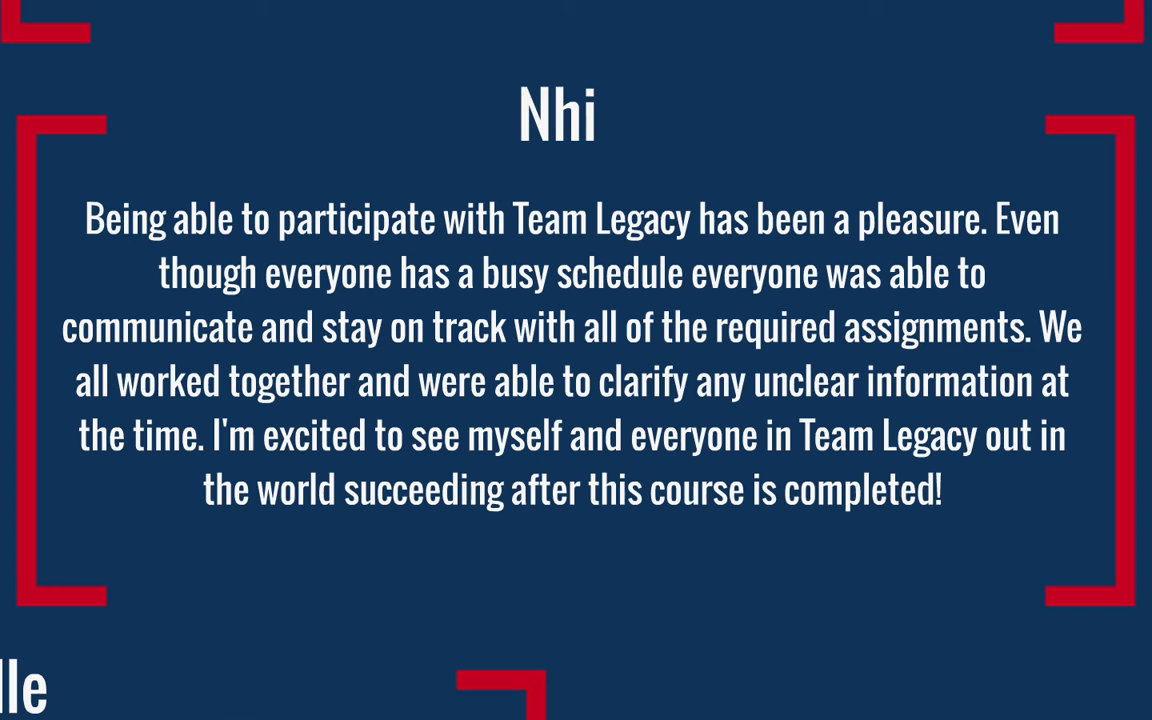 Nhi
Being able to participate with Team Legacy has been a pleasure. Even
though everyone has a busy schedule everyone was able to
communicate and stay on track with all of the required assignments. We
all worked together and were able to clarify any unclear information at
the time. I'm excited to see myself and everyone in Team Legacy out in
the world succeeding after this course is completed!